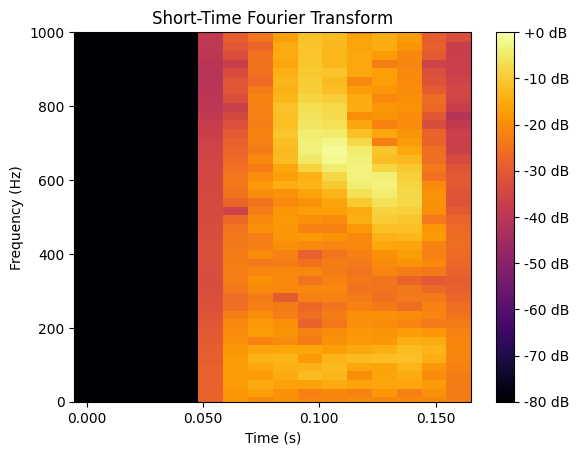 Short-Time Fourier Transform
1000
800
600
400
200
0
Frequency (Hz)
0.000
0.050
0.100
0.150
Time (s)
+0 dB
-10 dB
-20 dB
-30 dB
-40 dB
-50 dB
-60 dB
-70 dB
-80 dB